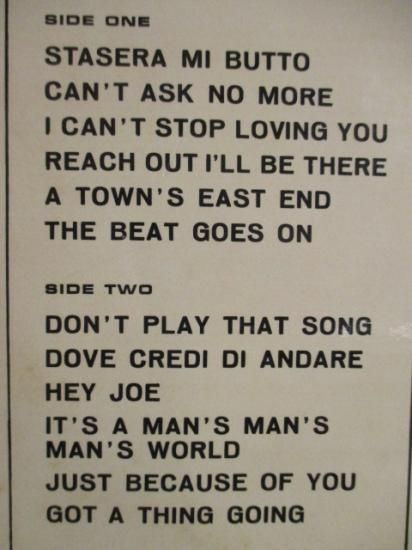 SIDE ONE
STASERA MI BUTTO
CAN'T ASK NO MORE
I CAN'T STOP LOVING YOU
REACH OUT I'LL BE THERE
A TOWN'S EAST END
THE BEAT GOES ON
SIDE TWO
DON'T PLAY THAT SONG
DOVE CREDI DI ANDARE
HEY JOE
IT'S A MAN'S MAN'S
MAN'S WORLD
JUST BECAUSE OF YOU
GOT A THING GOING